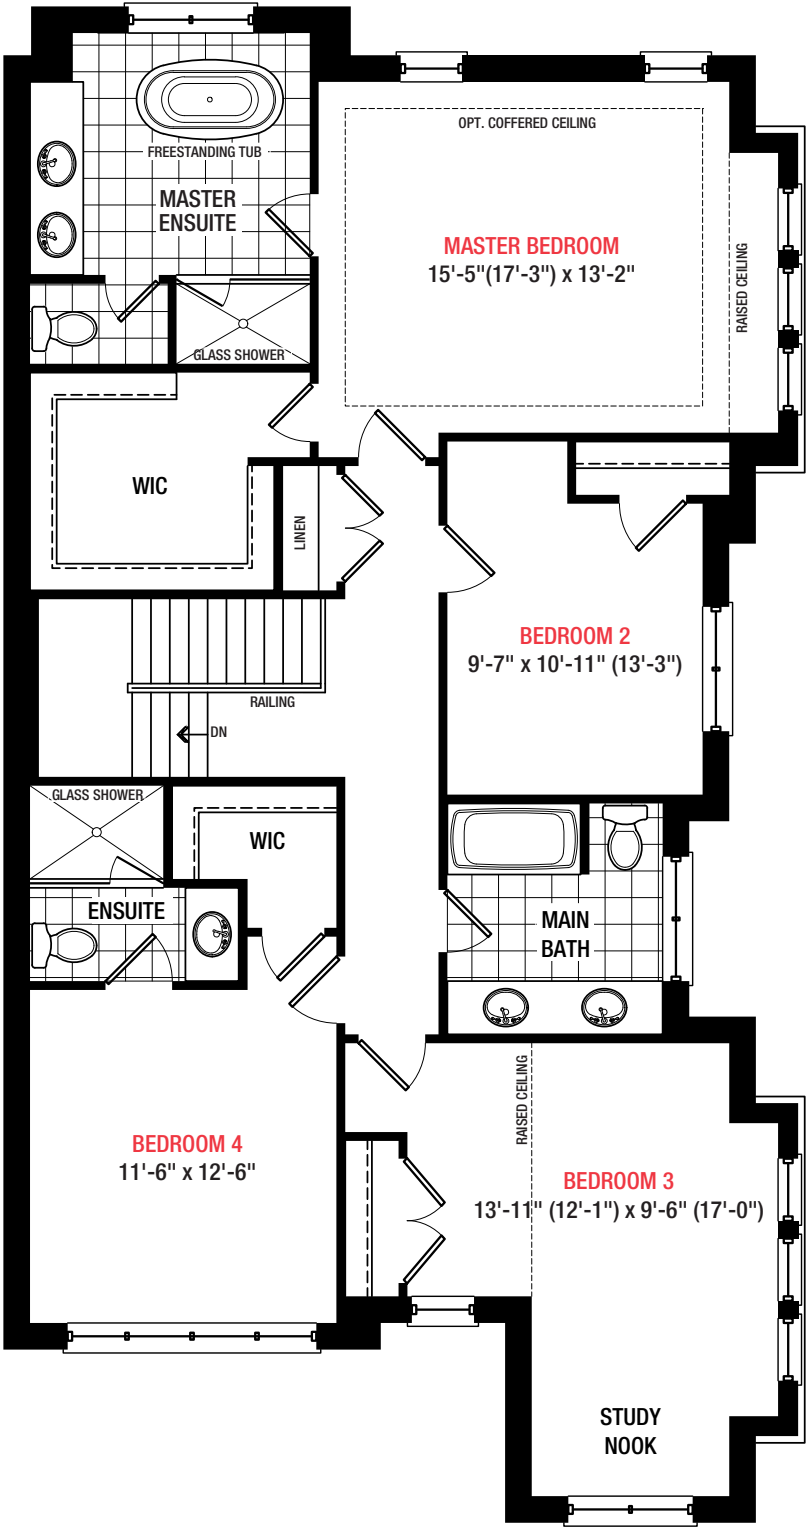 OPT. COFFERED CEILING
FREESTANDING TUB
MASTER
ENSUITE
MASTER BEDROOM
15'-5"(17'-3") x 13'-2"
RAISED CEILING
GLASS SHOWER
WIC
LINEN
BEDROOM 2
9'-7" x 10'-11" (13'-3")
RAILING
DN
GLASS SHOWER
WIC
ENSUITE
MAIN
BATH
RAISED CEILING
BEDROOM 4
11'-6" x 12'-6"
BEDROOM 3
13'-11" (12'-1") x 9'-6" (17'-0")
STUDY
NOOK